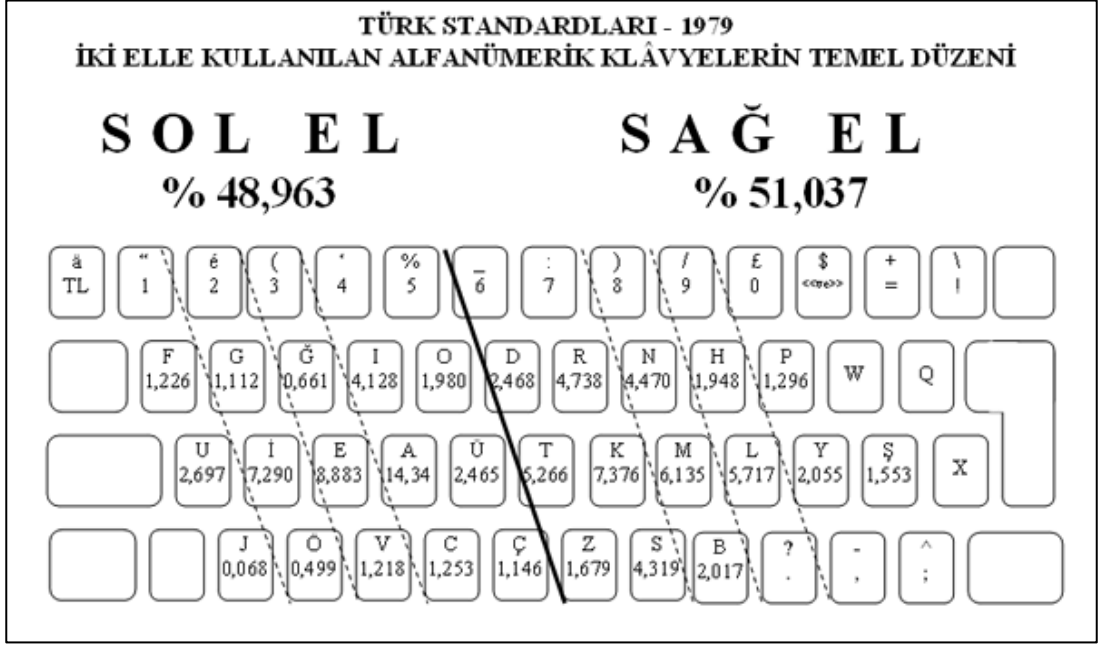 TÜRK STANDARDLARI - 1979
İKİ ELLE KULLANILAN ALFANÜMERİK KLÂVYELERİN TEMEL DÜZENİ
SOL EL SAĞ EL
% 48,963 % 51,037
ä “ é ( ‘ % _ : ) / £ $ + \
TL 1 2 3 4 5 6 7 8 9 0 = !
F G Ğ I O D R N H P W Q
1,226 1,112 0,661 4,128 1,980 2,468 4,738 4,470 1,948 1,296
U İ E A Ü T K M L Y Ş X
2,697 7,290 8,883 14,34 2,465 5,266 7,376 6,135 5,717 2,055 1,553
J Ö V C Ç Z S B ? - ^
0,068 0,499 1,218 1,253 1,146 1,679 4,319 2,017 . , ;